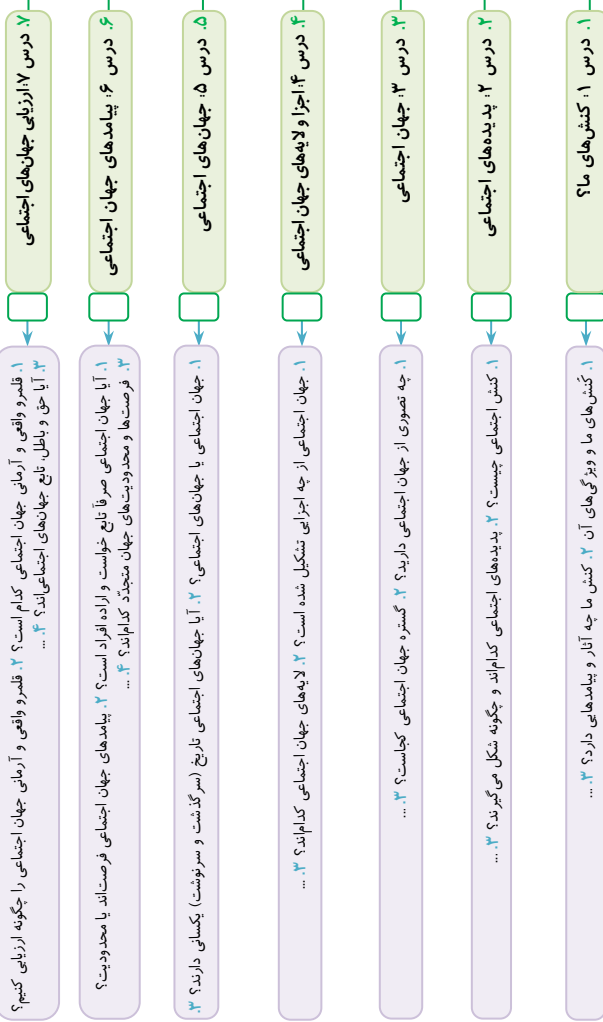 ۱. درس ۱: کنش‌های ما؟
۱. کنش‌های ما و ویژگی‌های آن ۲. کنش ما چه آثار و پیامدهایی دارد؟ ۳. ...
۲. درس ۲: پدیده‌های اجتماعی
۱. کنش اجتماعی چیست؟ ۲. پدیده‌های اجتماعی کدام‌اند و چگونه شکل می‌گیرند؟ ۳. ...
۳. درس ۳: جهان اجتماعی
۱. چه تصوری از جهان اجتماعی دارید؟ ۲. گستره جهان اجتماعی کجاست؟ ۳. ...
۴. درس ۴: اجزا و لایه‌های جهان اجتماعی
۱. جهان اجتماعی از چه اجزایی تشکیل شده است؟ ۲. لایه‌های جهان اجتماعی کدام‌اند؟ ۳. ...
۵. درس ۵: جهان‌های اجتماعی
۱. جهان اجتماعی یا جهان‌های اجتماعی؟ ۲. آیا جهان‌های اجتماعی تاریخ (سرگذشت و سرنوشت) یکسانی دارند؟ ۳.
۶. درس ۶: پیامدهای جهان اجتماعی
۱. آیا جهان اجتماعی صرفاً تابع خواست و اراده افراد است؟ ۲. پیامدهای جهان اجتماعی فرصت‌اند یا محدودیت؟
۳. فرصت‌ها و محدودیت‌های جهان متجدّد کدام‌اند؟ ۴. ...
۷. درس ۷: ارزیابی جهان‌های اجتماعی
۱. قلمرو واقعی و آرمانی جهان اجتماعی کدام است؟ ۲. قلمرو واقعی و آرمانی جهان اجتماعی را چگونه ارزیابی کنیم؟
۳. آیا حق و باطل، تابع جهان‌های اجتماعی‌اند؟ ۴. ...